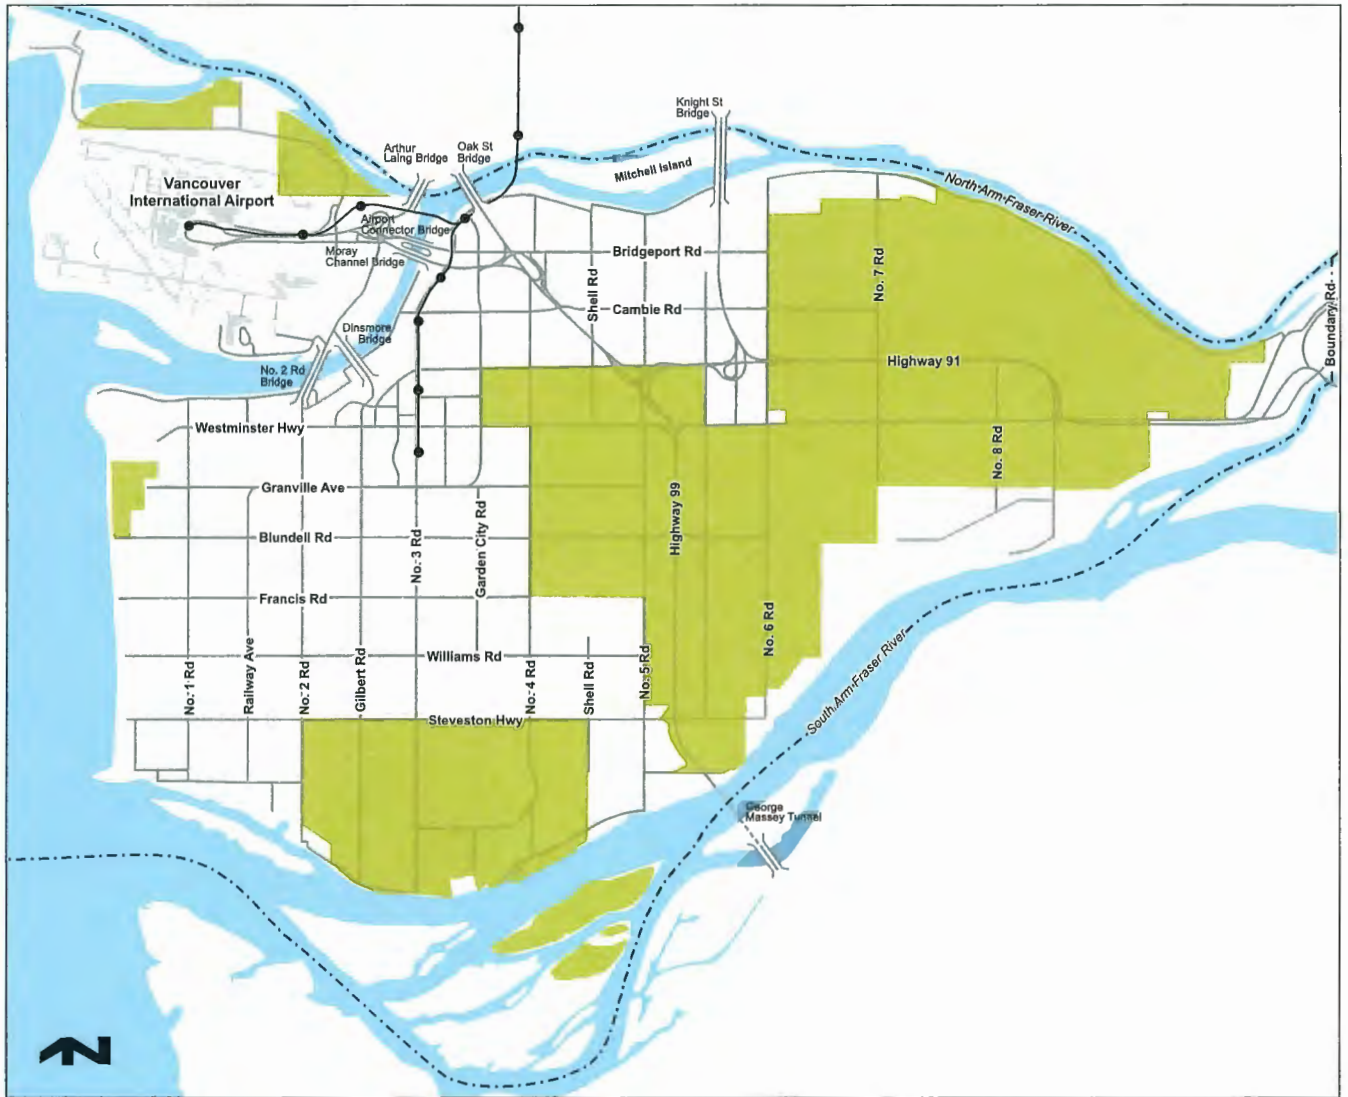 Knight St
Bridge
Arthur
Laing Bridge
Oak St
Bridge
Mitchell Island
North Arm Fraser River
Vancouver
International Airport
Airport
Connector Bridge
Moray
Channel Bridge
Bridgeport Rd
No. 7 Rd
Shell Rd
Cambie Rd
Boundary Rd
Dinsmore
Bridge
No. 2 Rd
Bridge
Highway 91
Westminster Hwy
No. 8 Rd
Granville Ave
Highway 99
Blundell Rd
No. 3 Rd
Garden City Rd
Francis Rd
No. 6 Rd
Williams Rd
South Arm Fraser River
No. 1 Rd
Railway Ave
No. 2 Rd
Gilbert Rd
No. 4 Rd
Shell Rd
No. 5 Rd
Steveston Hwy
George
Massey Tunnel
N